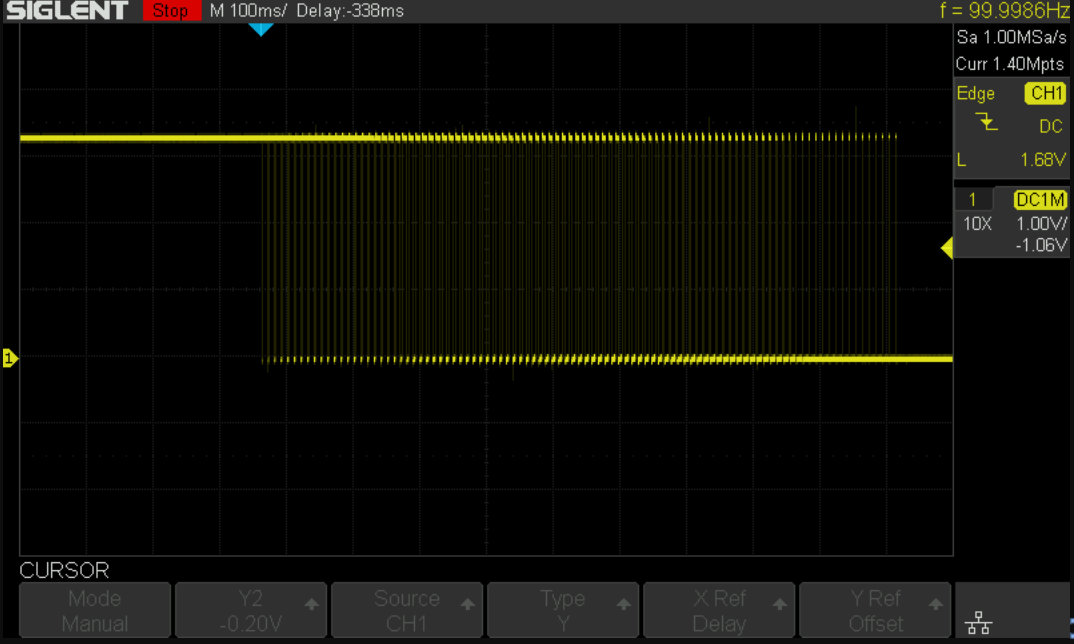 SIGLENT Stop M 100ms/ Delay:-338ms f = 99.9986Hz
Sa 1.00MSa/s
Curr 1.40Mpts
Edge CH1
DC
L 1.68V
1 DC1M
10X 1.00V/
-1.06V
1
CURSOR
Mode Y2 Source Type X Ref Y Ref
Manual -0.20V CH1 Y Delay Offset